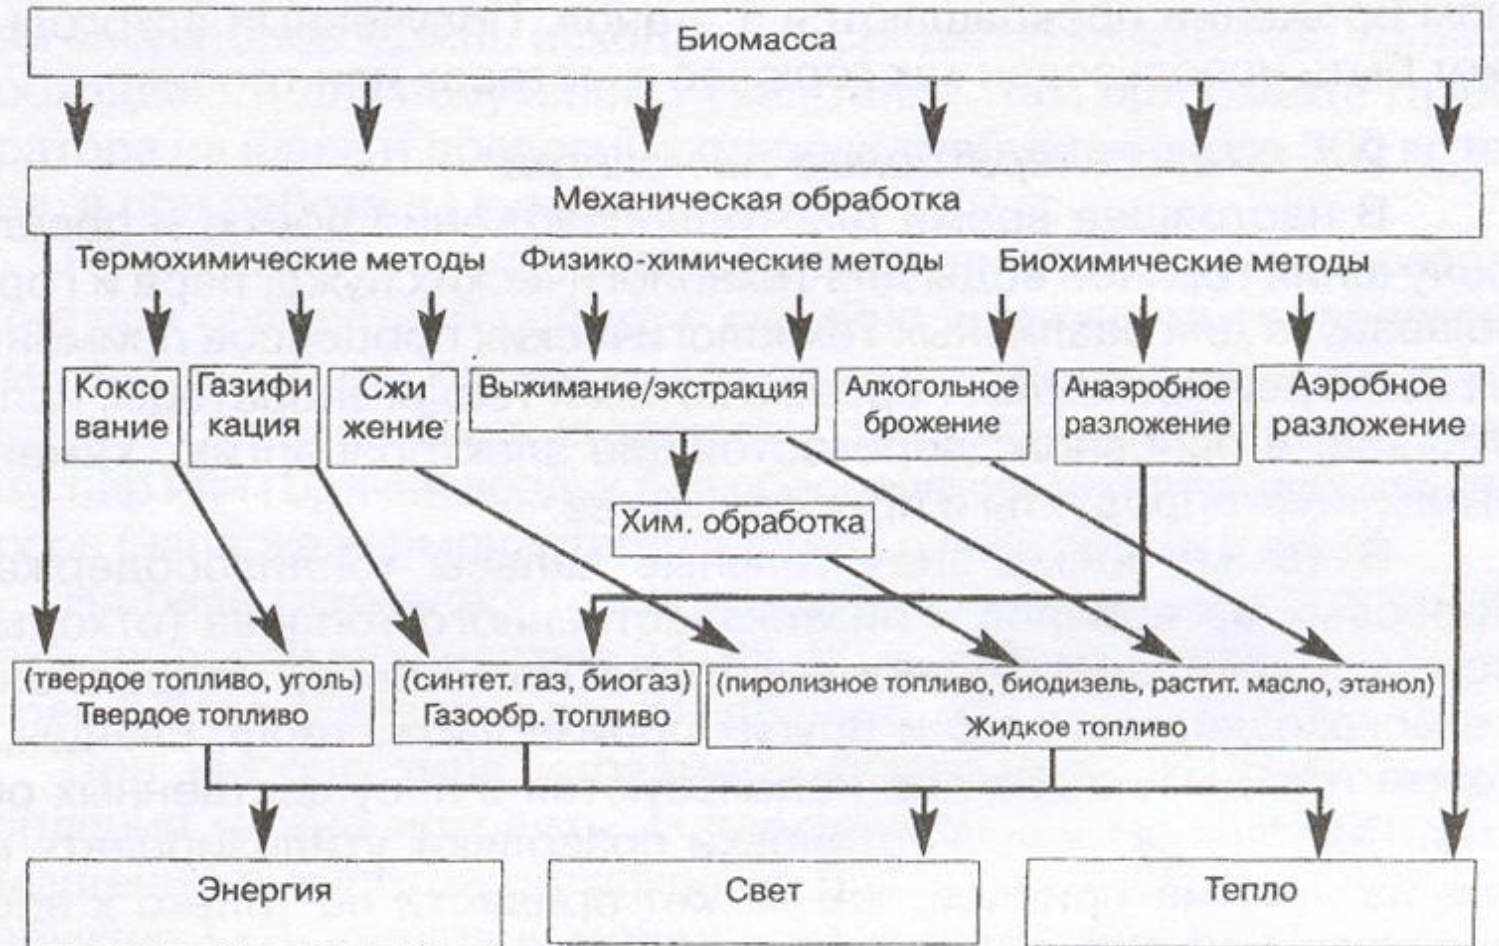 Биомасса
Механическая обработка
Термохимические методы
Физико-химические методы
Биохимические методы
Коксо
вание
Газифи
кация
Сжи
жение
Выжимание/экстракция
Алкогольное
брожение
Анаэробное
разложение
Аэробное
разложение
Хим. обработка
(твердое топливо, уголь)
Твердое топливо
(синтет. газ, биогаз)
Газообр. топливо
(пиролизное топливо, биодизель, растит. масло, этанол)
Жидкое топливо
Энергия
Свет
Тепло